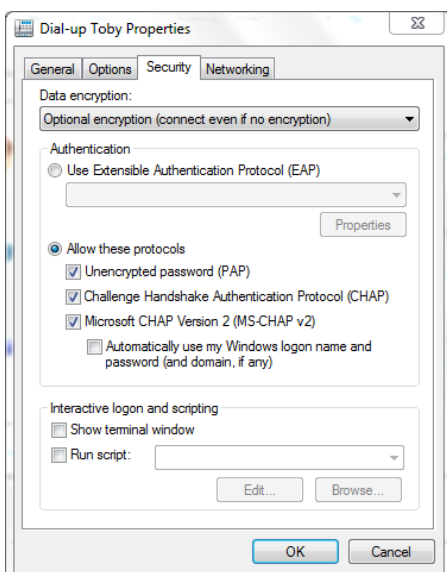 Dial-up Toby Properties
General Options Security Networking
Data encryption:
Optional encryption (connect even if no encryption)
Authentication
Use Extensible Authentication Protocol (EAP)
Properties
Allow these protocols
Unencrypted password (PAP)
Challenge Handshake Authentication Protocol (CHAP)
Microsoft CHAP Version 2 (MS-CHAP v2)
Automatically use my Windows logon name and
password (and domain, if any)
Interactive logon and scripting
Show terminal window
Run script:
Edit... Browse...
OK Cancel